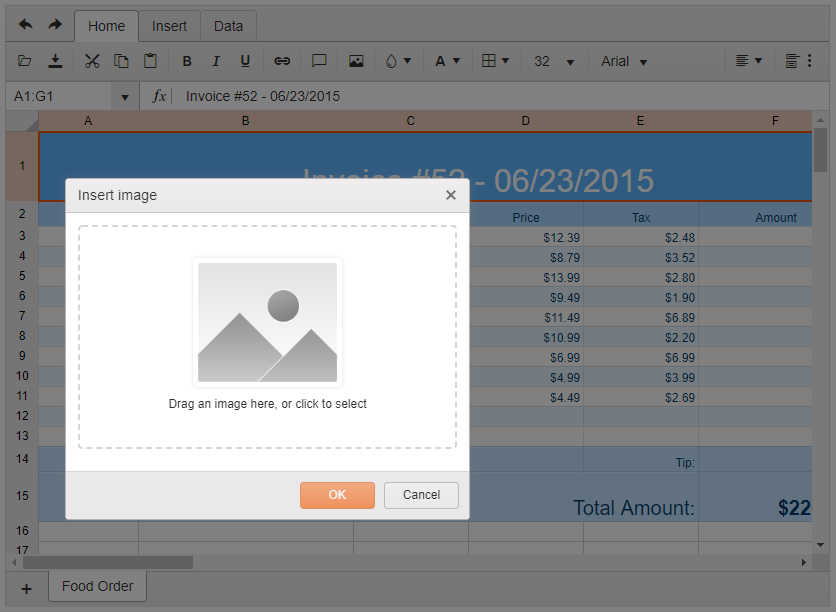 Home Insert Data
B I U A 32 Arial
A1:G1 fx Invoice #52 - 06/23/2015
A B C D E F
1 Invoice #52 - 06/23/2015
2 Price Tax Amount
3 $12.39 $2.48
4 $8.79 $3.52
5 $13.99 $2.80
6 $9.49 $1.90
7 $11.49 $6.89
8 $10.99 $2.20
9 $6.99 $6.99
10 $4.99 $3.99
11 $4.49 $2.69
12
13
14 Tip:
15 Total Amount: $22
16
17
Insert image
Drag an image here, or click to select
OK Cancel
Food Order